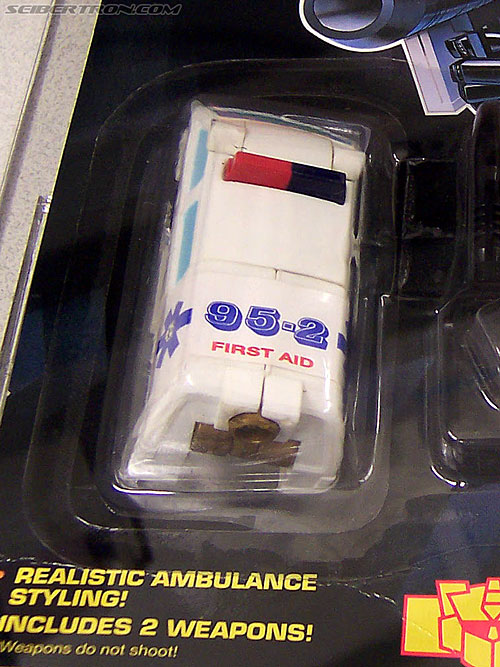 SEIBERTRON.COM
95-2
FIRST AID
• REALISTIC AMBULANCE
STYLING!
INCLUDES 2 WEAPONS!
Weapons do not shoot!